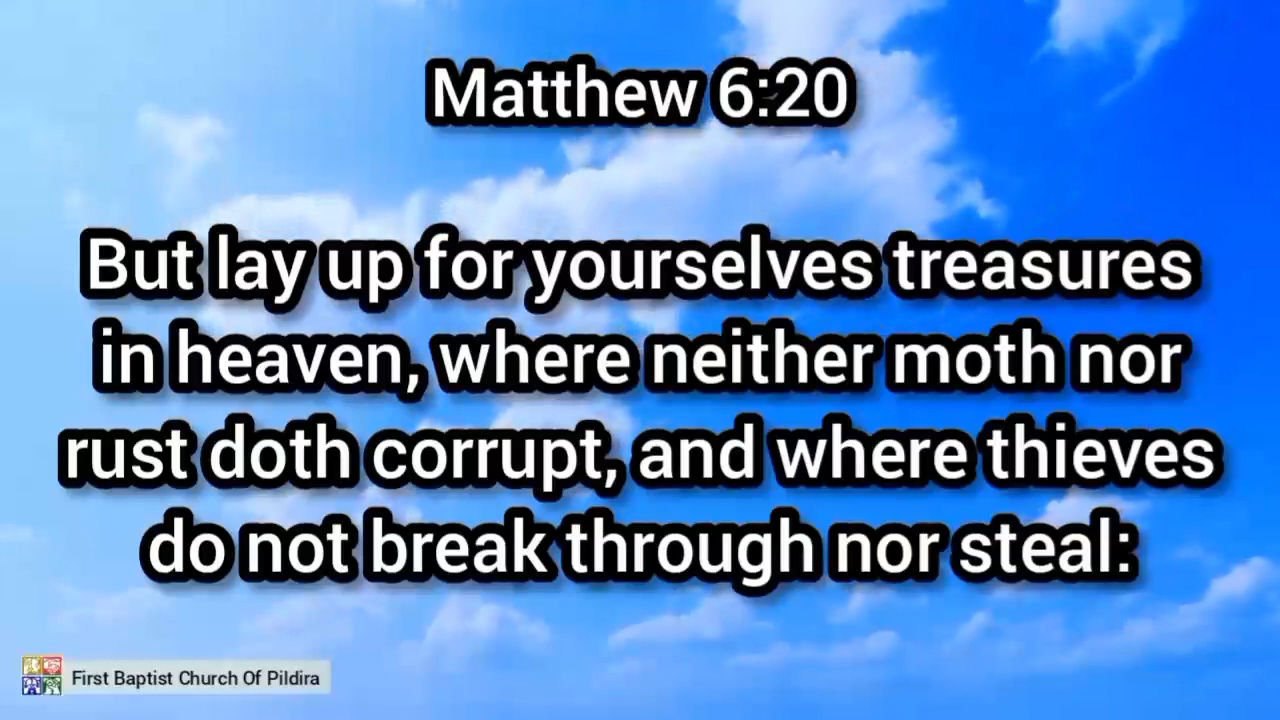 Matthew 6:20
But lay up for yourselves treasures
in heaven, where neither moth nor
rust doth corrupt, and where thieves
do not break through nor steal:
First Baptist Church Of Pildira